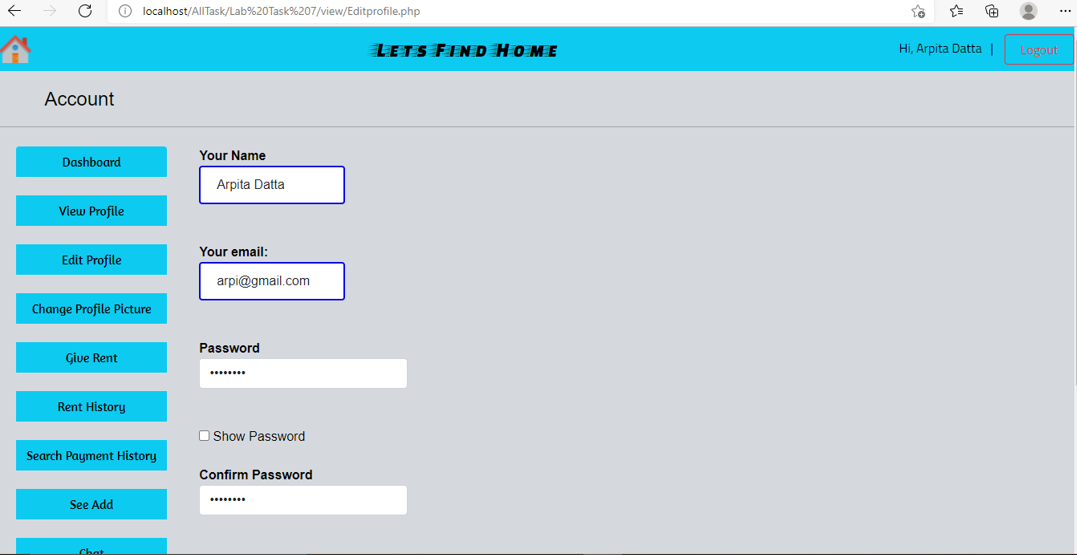 localhost/AllTask/Lab%20Task%207/view/Editprofile.php
LETS FIND HOME
Hi, Arpita Datta |
Logout
Account
Dashboard
View Profile
Edit Profile
Change Profile Picture
Give Rent
Rent History
Search Payment History
See Add
Chat
Your Name
Arpita Datta
Your email:
arpi@gmail.com
Password
••••••••
Show Password
Confirm Password
••••••••